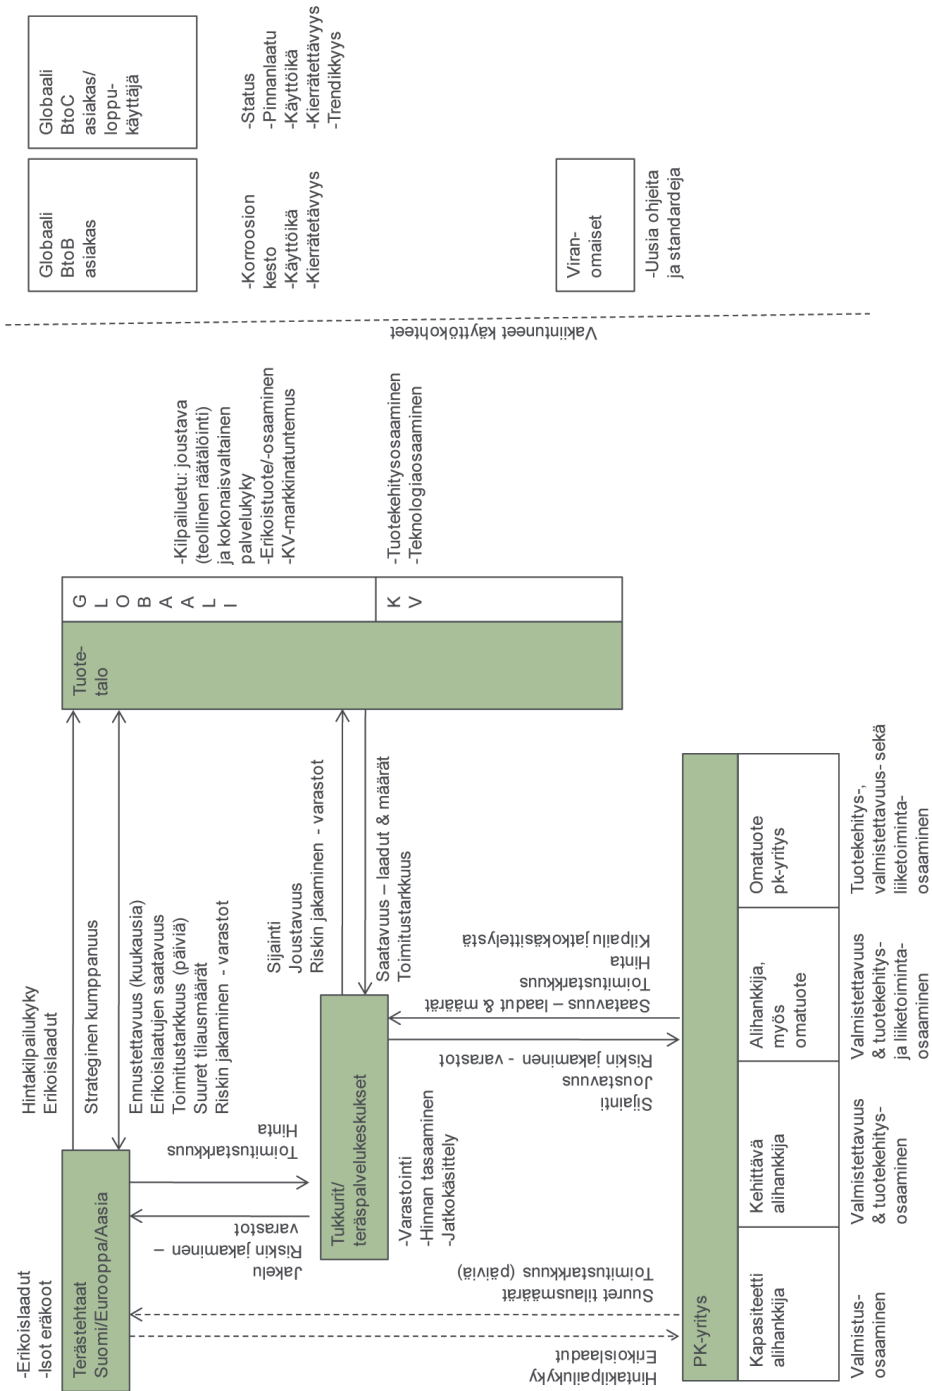 -Erikoislaadut
-Isot eräkoot
Terästehtaat
Suomi/Eurooppa/Aasia
Hintakilpailukyky
Erikoislaadut
Strateginen kumppanuus
Ennustettavuus (kuukausia)
Erikoislaatujen saatavuus
Toimitustarkkuus (päiviä)
Suuret tilausmäärät
Riskin jakaminen - varastot
Tuote-
talo
G
L
O
B
A
A
L
I
K
V
-Kilpailuetu: joustava
(teollinen räätälöinti)
ja kokonaisvaltainen
palvelukyky
-Erikoistuote/-osaaminen
-KV-markkinatuntemus
-Tuotekehitysosaaminen
-Teknologiaosaaminen
Vakiintuneet käyttökohteet
Globaali
BtoB
asiakas
-Korroosion
kesto
-Käyttöikä
-Kierrätetävyys
Globaali
BtoC
asiakas/
loppu-
käyttäjä
-Status
-Pinnanlaatu
-Käyttöikä
-Kierrätettävyys
-Trendikkyys
Viran-
omaiset
-Uusia ohjeita
ja standardeja
Hinta
Toimitustarkkuus
Jakelu
Riskin jakaminen –
varastot
Tukkurit/
teräspalvelukeskukset
-Varastointi
-Hinnan tasaaminen
-Jatkokäsittely
Sijainti
Joustavuus
Riskin jakaminen - varastot
Saatavuus – laadut & määrät
Toimitustarkkuus
Kilpailu jatkokäsittelystä
Hinta
Toimitustarkkuus
Saatavuus – laadut & määrät
Sijainti
Joustavuus
Riskin jakaminen - varastot
Suuret tilausmäärät
Toimitustarkkuus (päiviä)
Hintakilpailukyky
Erikoislaadut
PK-yritys
Kapasiteetti
alihankkija
Kehittävä
alihankkija
Alihankkija,
myös
omatuote
Omatuote
pk-yritys
Valmistus-
osaaminen
Valmistettavuus
& tuotekehitys-
osaaminen
Valmistettavuus
& tuotekehitys-
ja liiketoiminta-
osaaminen
Tuotekehitys-,
valmistettavuus- sekä
liiketoiminta-
osaaminen